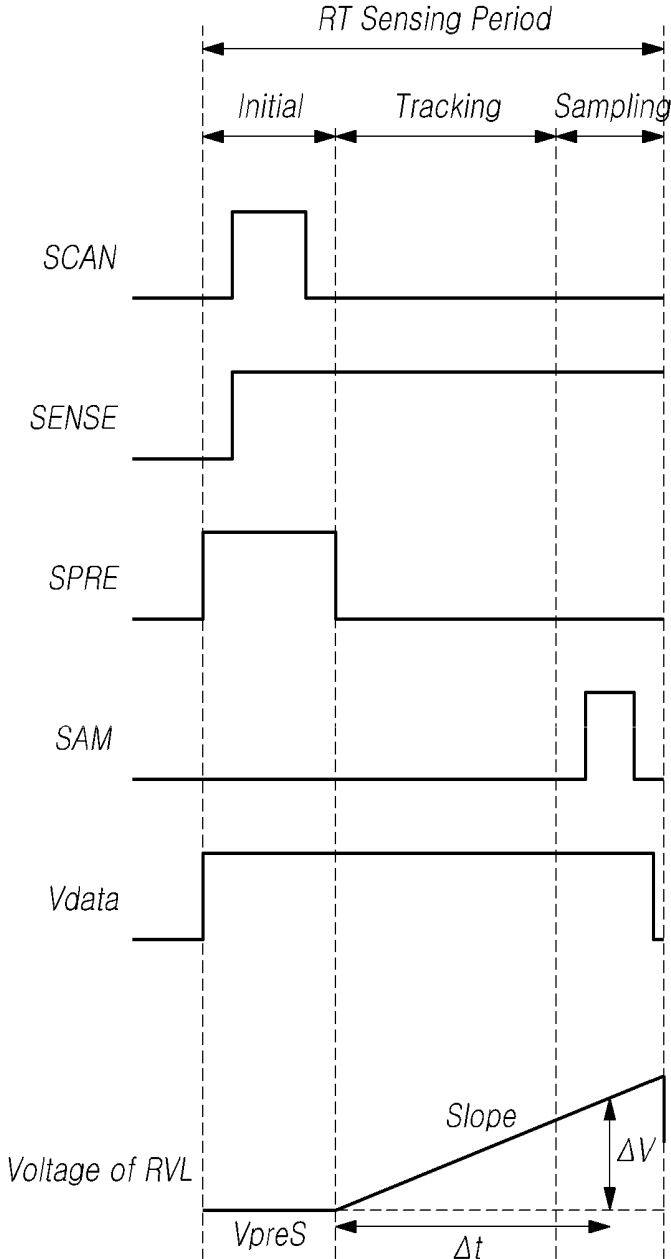 RT Sensing Period
Initial
Tracking
Sampling
SCAN
SENSE
SPRE
SAM
Vdata
Slope
ΔV
Voltage of RVL
VpreS
Δt